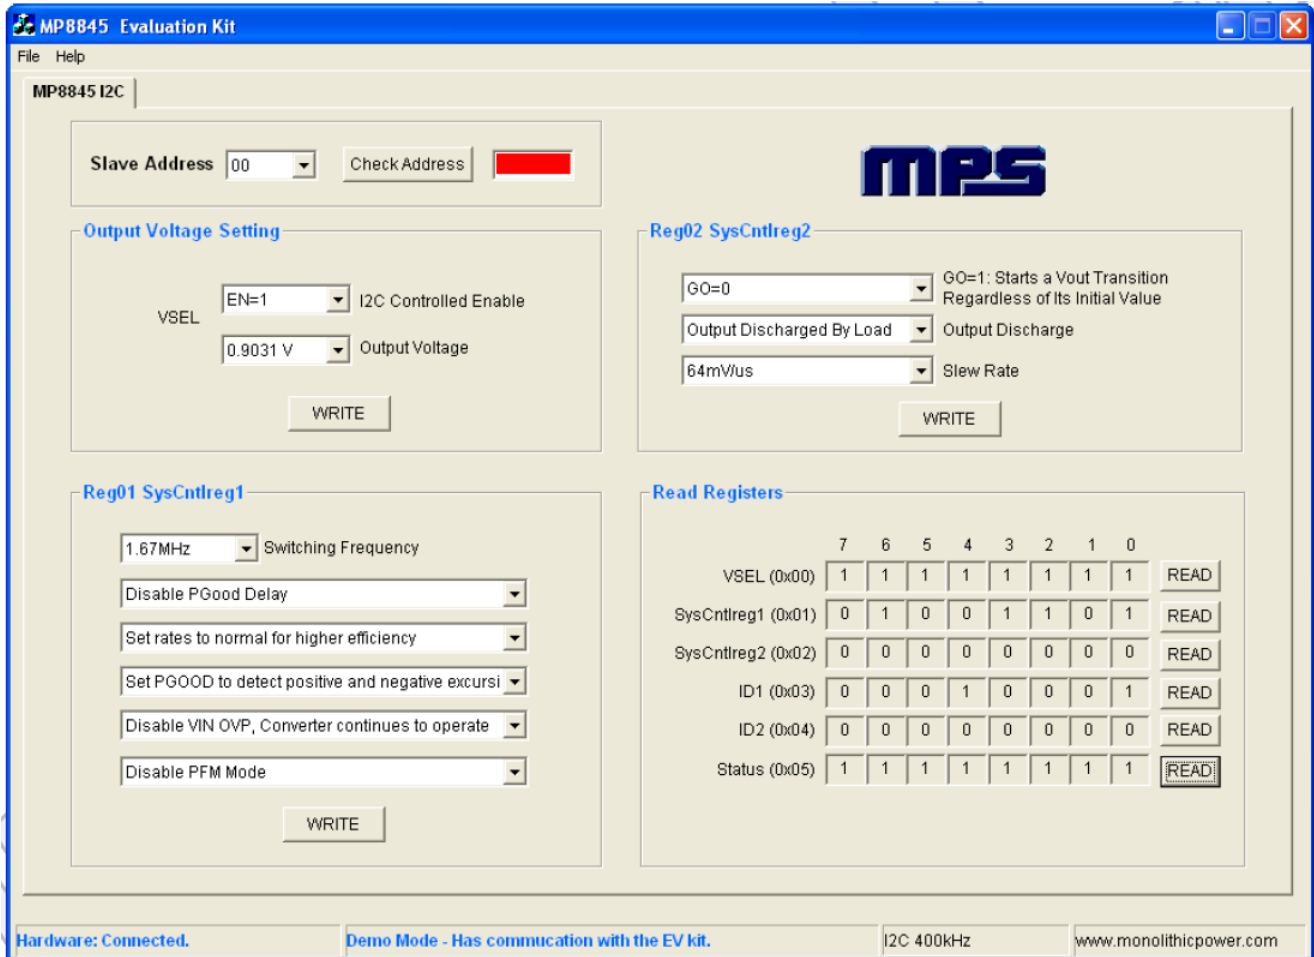 MP8845 Evaluation Kit
File Help
MP8845 I2C
Slave Address 00 Check Address
MPS
Output Voltage Setting
VSEL
EN=1 I2C Controlled Enable
0.9031 V Output Voltage
WRITE
Reg02 SysCntlreg2
GO=0 GO=1: Starts a Vout Transition
Regardless of Its Initial Value
Output Discharged By Load Output Discharge
64mV/us Slew Rate
WRITE
Reg01 SysCntlreg1
1.67MHz Switching Frequency
Disable PGood Delay
Set rates to normal for higher efficiency
Set PGOOD to detect positive and negative excursi
Disable VIN OVP, Converter continues to operate
Disable PFM Mode
WRITE
Read Registers
7 6 5 4 3 2 1 0
VSEL (0x00) 1 1 1 1 1 1 1 1 READ
SysCntlreg1 (0x01) 0 1 0 0 1 1 0 1 READ
SysCntlreg2 (0x02) 0 0 0 0 0 0 0 0 READ
ID1 (0x03) 0 0 0 1 0 0 0 1 READ
ID2 (0x04) 0 0 0 0 0 0 0 0 READ
Status (0x05) 1 1 1 1 1 1 1 1 READ
Hardware: Connected. Demo Mode - Has commucation with the EV kit. I2C 400kHz www.monolithicpower.com